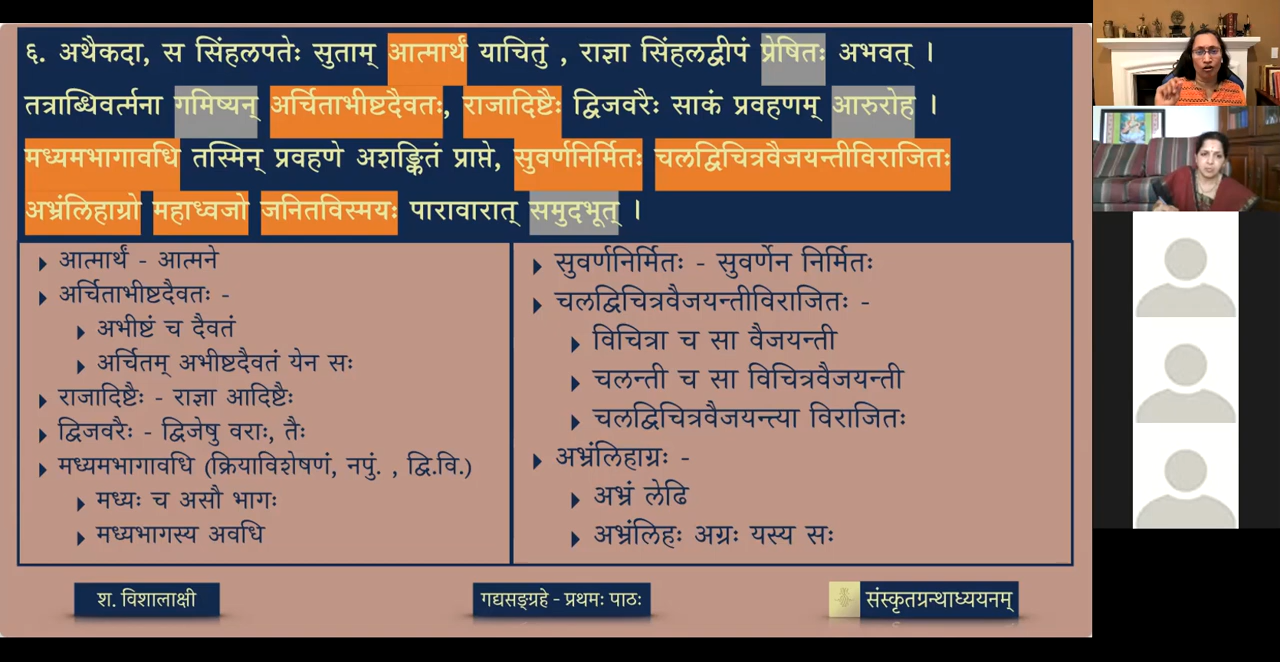 ६. अथैकदा, स सिंहलपतेः सुताम् आत्मार्थं याचितुं , राज्ञा सिंहलद्वीपं प्रेषितः अभवत् ।
तत्राब्धिवर्त्मना गमिष्यन् अर्चिताभीष्टदैवतः, राजादिष्टैः द्विजवरैः साकं प्रवहणम् आरुरोह ।
मध्यमभागावधि तस्मिन् प्रवहणे अशङ्कितं प्राप्ते, सुवर्णनिर्मितः चलद्विचित्रवैजयन्तीविराजितः
अभ्रंलिहाग्रो महाध्वजो जनितविस्मयः पारावारात् समुदभूत् ।
आत्मार्थं - आत्मने
अर्चिताभीष्टदैवतः -
अभीष्टं च दैवतं
अर्चितम् अभीष्टदैवतं येन सः
राजादिष्टैः - राज्ञा आदिष्टैः
द्विजवरैः - द्विजेषु वराः, तैः
मध्यमभागावधि (क्रियाविशेषणं, नपुं. , द्वि.वि.)
मध्यः च असौ भागः
मध्यभागस्य अवधि
सुवर्णनिर्मितः - सुवर्णेन निर्मितः
चलद्विचित्रवैजयन्तीविराजितः -
विचित्रा च सा वैजयन्ती
चलन्ती च सा विचित्रवैजयन्ती
चलद्विचित्रवैजयन्त्या विराजितः
अभ्रंलिहाग्रः -
अभ्रं लेढि
अभ्रंलिहः अग्रः यस्य सः
श. विशालाक्षी
गद्यसङ्ग्रहे - प्रथमः पाठः
संस्कृतग्रन्थाध्ययनम्